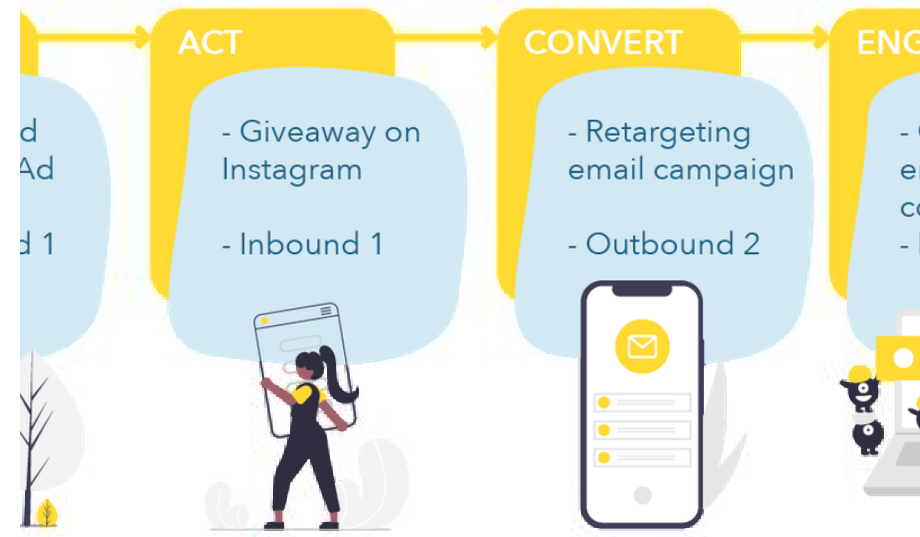 ACT
- Giveaway on
Instagram
- Inbound 1
CONVERT
- Retargeting
email campaign
- Outbound 2